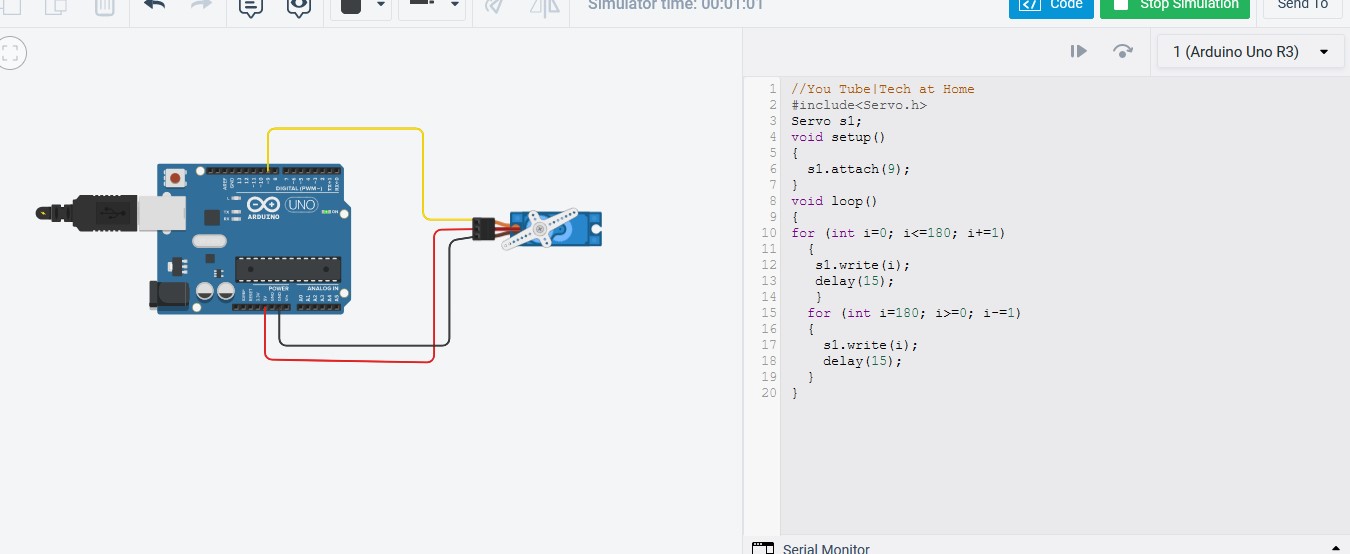 Simulator time: 00:01:01
Code
Stop Simulation
Send To
1 (Arduino Uno R3)
1 //You Tube|Tech at Home
2 #include<Servo.h>
3 Servo s1;
4 void setup()
5 {
6 s1.attach(9);
7 }
8 void loop()
9 {
10 for (int i=0; i<=180; i+=1)
11 {
12 s1.write(i);
13 delay(15);
14 }
15 for (int i=180; i>=0; i-=1)
16 {
17 s1.write(i);
18 delay(15);
19 }
20 }
DIGITAL (PWM~)
UNO
ARDUINO
POWER
ANALOG IN
Serial Monitor